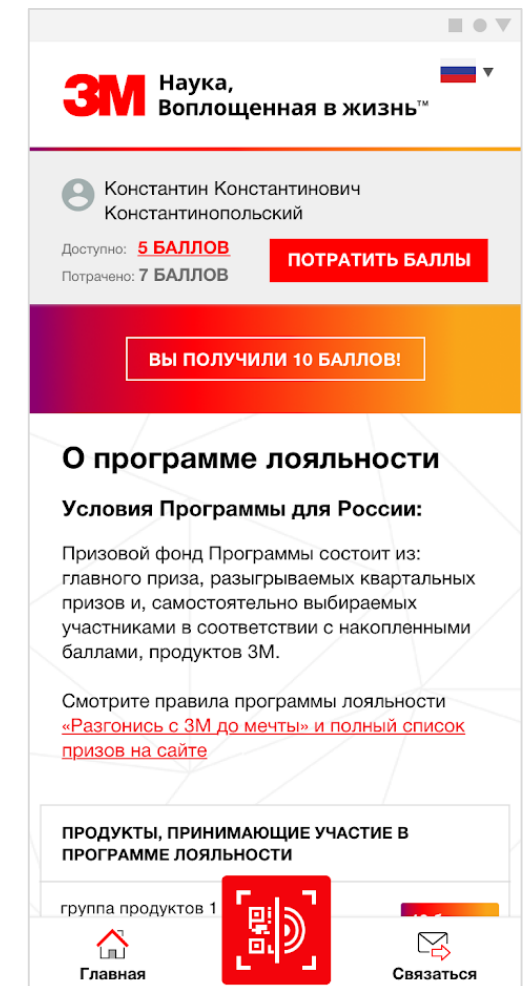 3M Наука,
Воплощенная в жизнь™
Константин Константинович
Константинопольский
Доступно: 5 БАЛЛОВ
Потрачено: 7 БАЛЛОВ
ПОТРАТИТЬ БАЛЛЫ
ВЫ ПОЛУЧИЛИ 10 БАЛЛОВ!
О программе лояльности
Условия Программы для России:
Призовой фонд Программы состоит из:
главного приза, разыгрываемых квартальных
призов и, самостоятельно выбираемых
участниками в соответствии с накопленными
баллами, продуктов 3М.
Смотрите правила программы лояльности
«Разгонись с 3М до мечты» и полный список
призов на сайте
ПРОДУКТЫ, ПРИНИМАЮЩИЕ УЧАСТИЕ В
ПРОГРАММЕ ЛОЯЛЬНОСТИ
группа продуктов 1
Главная
Связаться